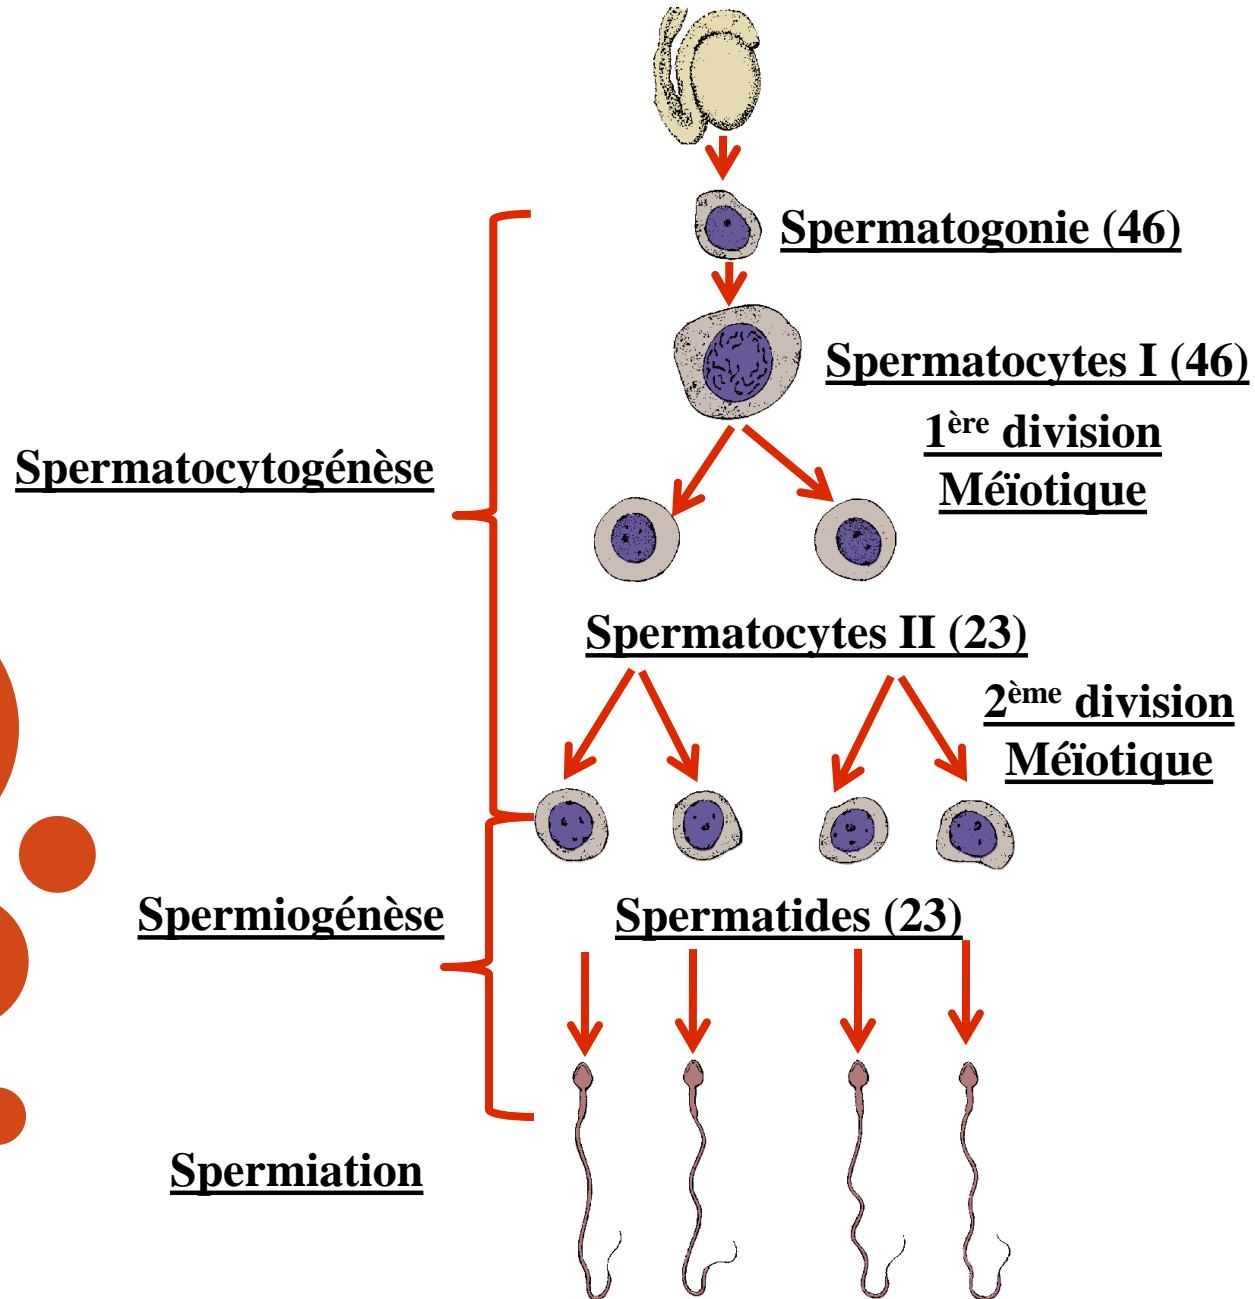 Spermatogonie (46)
Spermatocytes I (46)
1ère division
Méïotique
Spermatocytogénèse
Spermatocytes II (23)
2ème division
Méïotique
Spermiogénèse
Spermatides (23)
Spermiation